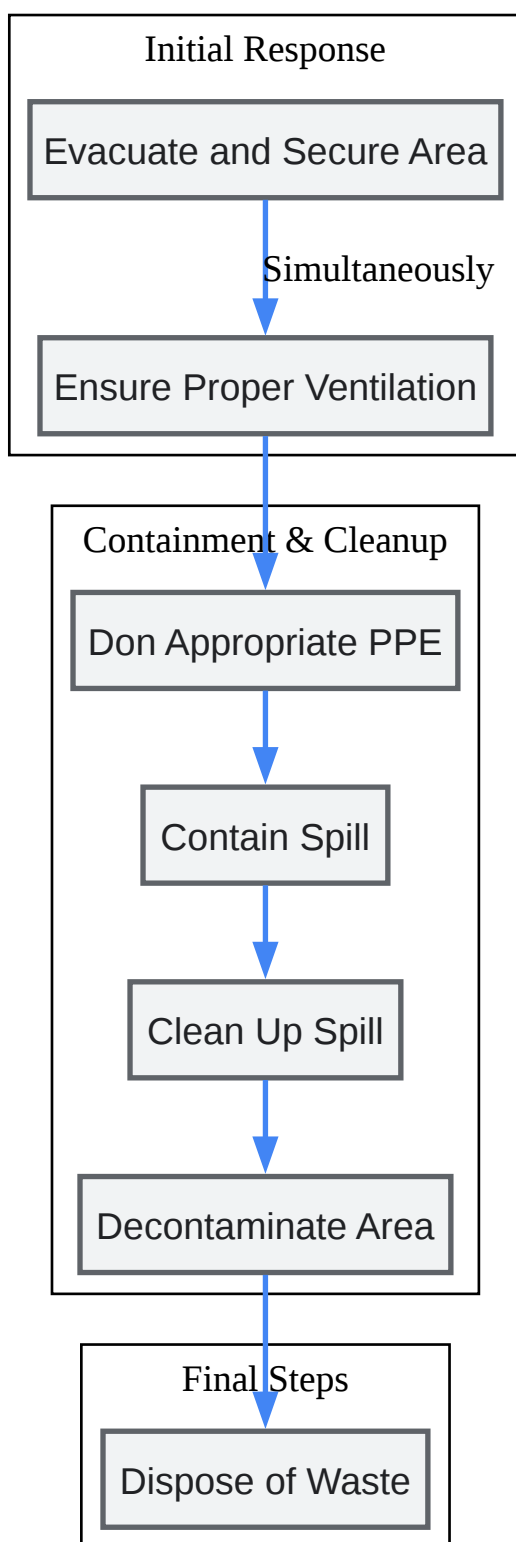 Initial Response
Evacuate and Secure Area
Simultaneously
Ensure Proper Ventilation
Containment & Cleanup
Don Appropriate PPE
Contain Spill
Clean Up Spill
Decontaminate Area
Final Steps
Dispose of Waste